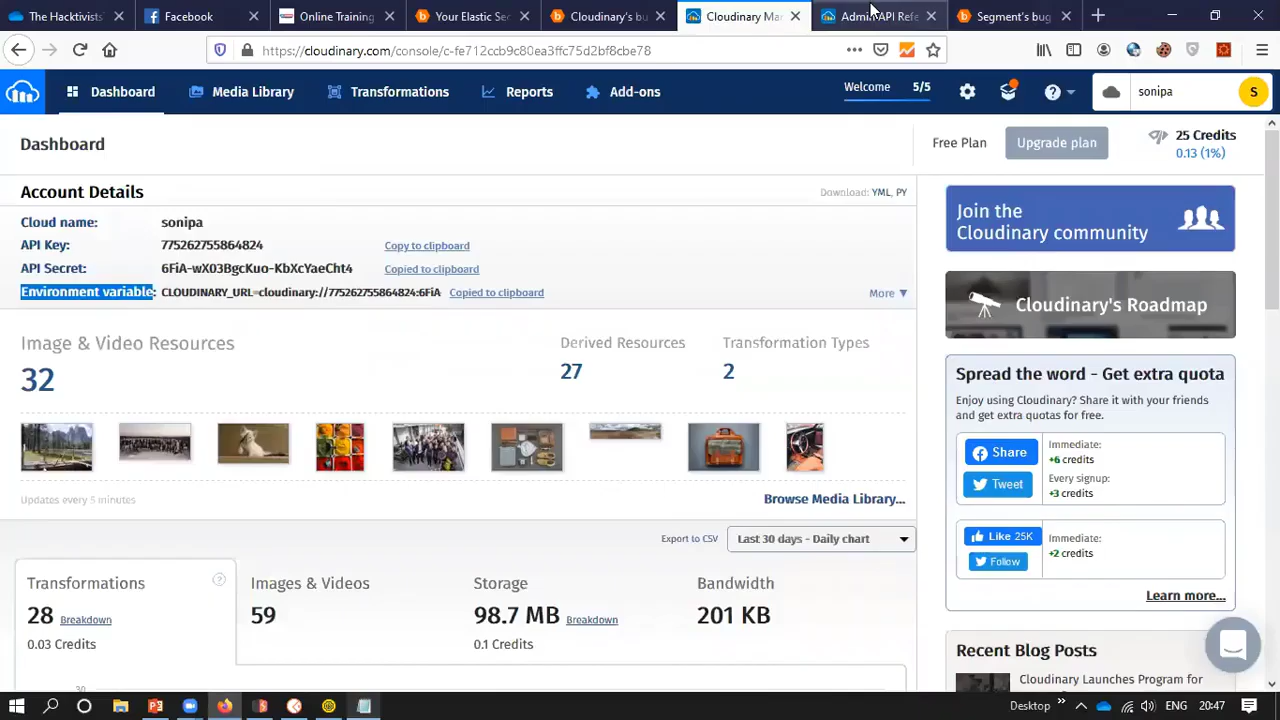 The Hacktivists
Facebook
Online Training
Your Elastic Sec
Cloudinary's bu
Cloudinary Ma
Admin API Refe
Segment's bug
https://cloudinary.com/console/c-fe712ccb9c80ea3ffc75d2bf8cbe78
Dashboard
Media Library
Transformations
Reports
Add-ons
Welcome 5/5
sonipa
S
Dashboard
Free Plan
Upgrade plan
25 Credits
0.13 (1%)
Account Details
Download: YML, PY
Cloud name: sonipa
API Key: 775262755864824 Copy to clipboard
API Secret: 6FiA-wX03BgcKuo-KbXcYaeCht4 Copied to clipboard
Environment variable: CLOUDINARY_URL=cloudinary://775262755864824:6FiA Copied to clipboard
More
Image & Video Resources
32
Derived Resources
27
Transformation Types
2
Updates every 5 minutes
Browse Media Library...
Export to CSV
Last 30 days - Daily chart
Transformations ?
28 Breakdown
0.03 Credits
Images & Videos
59
Storage
98.7 MB Breakdown
0.1 Credits
Bandwidth
201 KB
30
Join the
Cloudinary community
Cloudinary's Roadmap
Spread the word - Get extra quota
Enjoy using Cloudinary? Share it with your friends
and get extra quotas for free.
Share
Tweet
Immediate:
+6 credits
Every signup:
+3 credits
Like 25K
Follow
Immediate:
+2 credits
Learn more...
Recent Blog Posts
Cloudinary Launches Program for
Desktop
ENG
20:47